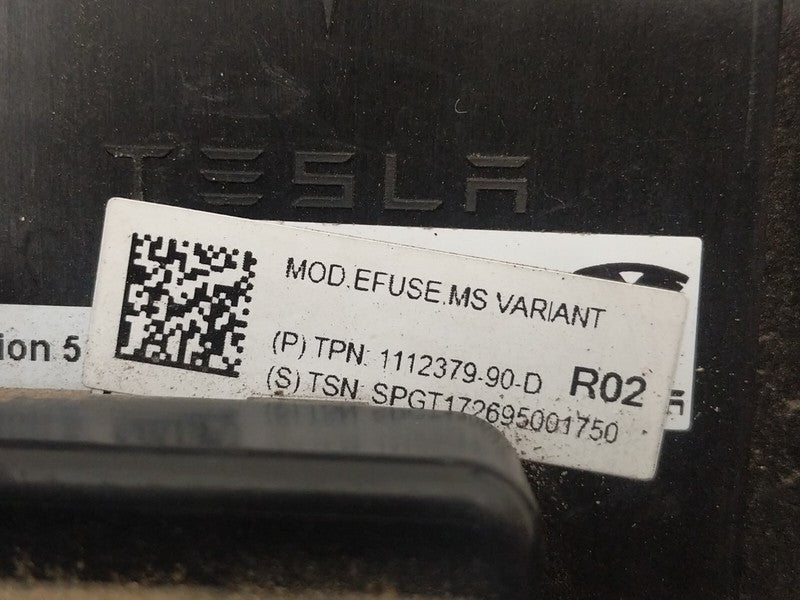 TESLA
MOD.EFUSE.MS VARIANT
ion 5
(P) TPN: 1112379-90-D R02
(S) TSN: SPGT172695001750